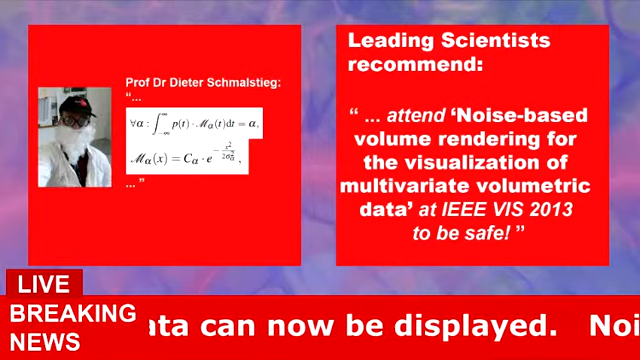 Prof Dr Dieter Schmalstieg:
“...
∀α : ∫_{−∞}^{∞} p(t) · ℳ_α(t)dt = α,
ℳ_α(x) = C_α · e^{−x²/2σ_α²},
... ”
Leading Scientists
recommend:
“ ... attend ‘Noise-based
volume rendering for
the visualization of
multivariate volumetric
data’ at IEEE VIS 2013
to be safe! ”
LIVE
BREAKING
NEWS
ata can now be displayed. Noi